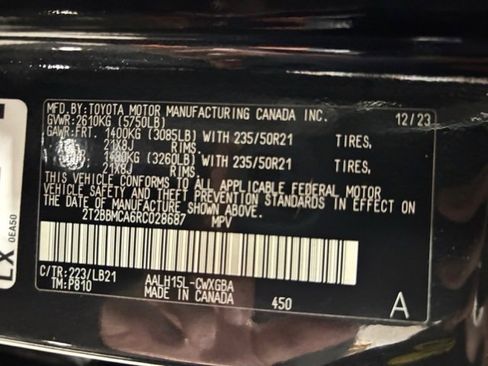 MFD.BY:TOYOTA MOTOR MANUFACTURING CANADA INC. 12/23
GVWR:2610KG (5750LB)
GAWR:FRT. 1400KG (3085LB) WITH 235/50R21 TIRES,
21X8J RIMS.
1480KG (3260LB) WITH 235/50R21 TIRES,
21X8J RIMS.
THIS VEHICLE CONFORMS TO ALL APPLICABLE FEDERAL MOTOR
VEHICLE SAFETY AND THEFT PREVENTION STANDARDS IN EFFECT ON
THE DATE OF MANUFACTURE SHOWN ABOVE.
2T2BBMCA6RC028687 MPV
C/TR:223/LB21 AALH15L-CWXGBA
TM:P810 MADE IN CANADA 450 A
LX 0EA50